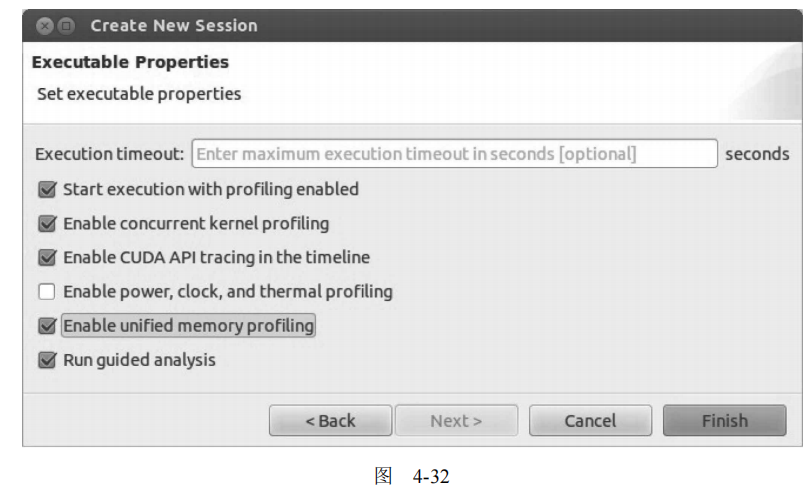 Create New Session
Executable Properties
Set executable properties
Execution timeout: Enter maximum execution timeout in seconds [optional] seconds
Start execution with profiling enabled
Enable concurrent kernel profiling
Enable CUDA API tracing in the timeline
Enable power, clock, and thermal profiling
Enable unified memory profiling
Run guided analysis
< Back Next > Cancel Finish
图 4-32